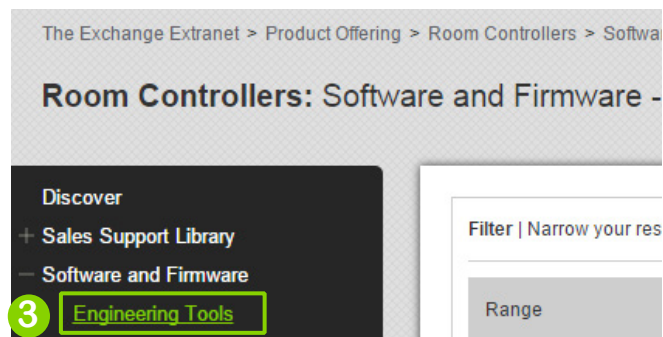 The Exchange Extranet > Product Offering > Room Controllers >
Room Controllers: Software and Firmware -
Discover
+ Sales Support Library
Filter | Narrow your
− Software and Firmware
3 Engineering Tools
Range